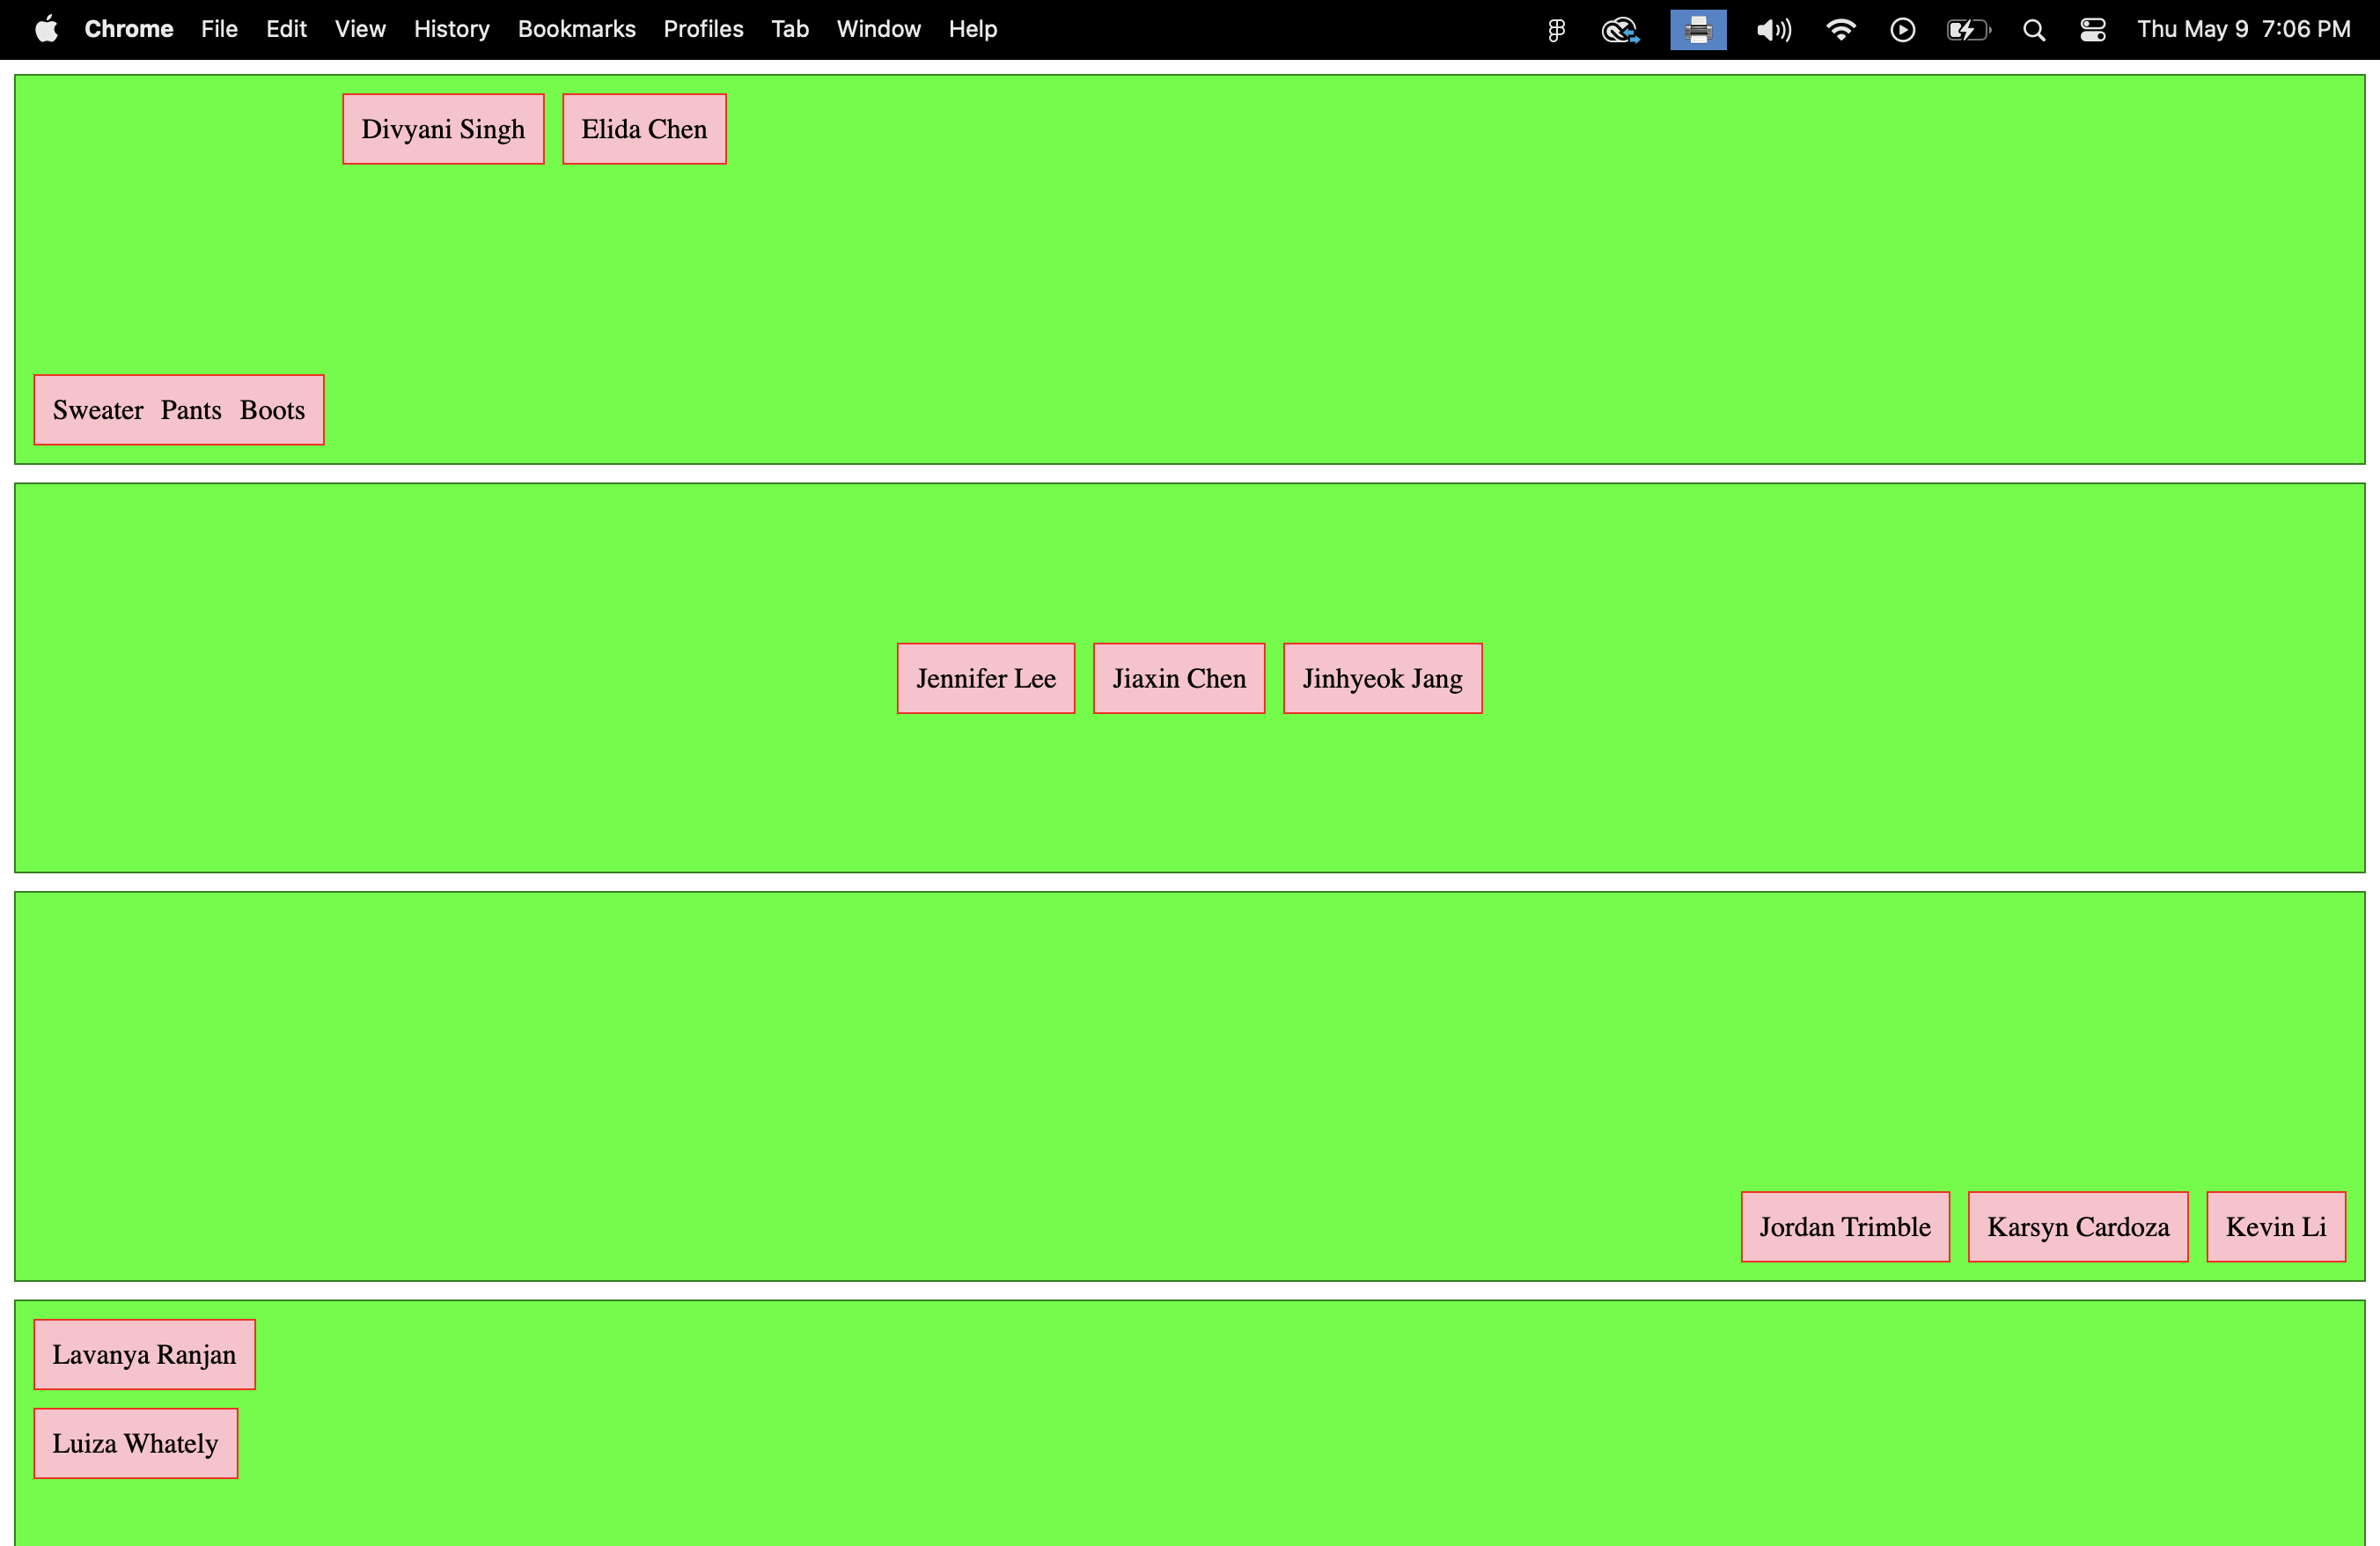 Chrome File Edit View History Bookmarks Profiles Tab Window Help Thu May 9 7:06 PM
Divyani Singh Elida Chen
Sweater Pants Boots
Jennifer Lee Jiaxin Chen Jinhyeok Jang
Jordan Trimble Karsyn Cardoza Kevin Li
Lavanya Ranjan
Luiza Whately